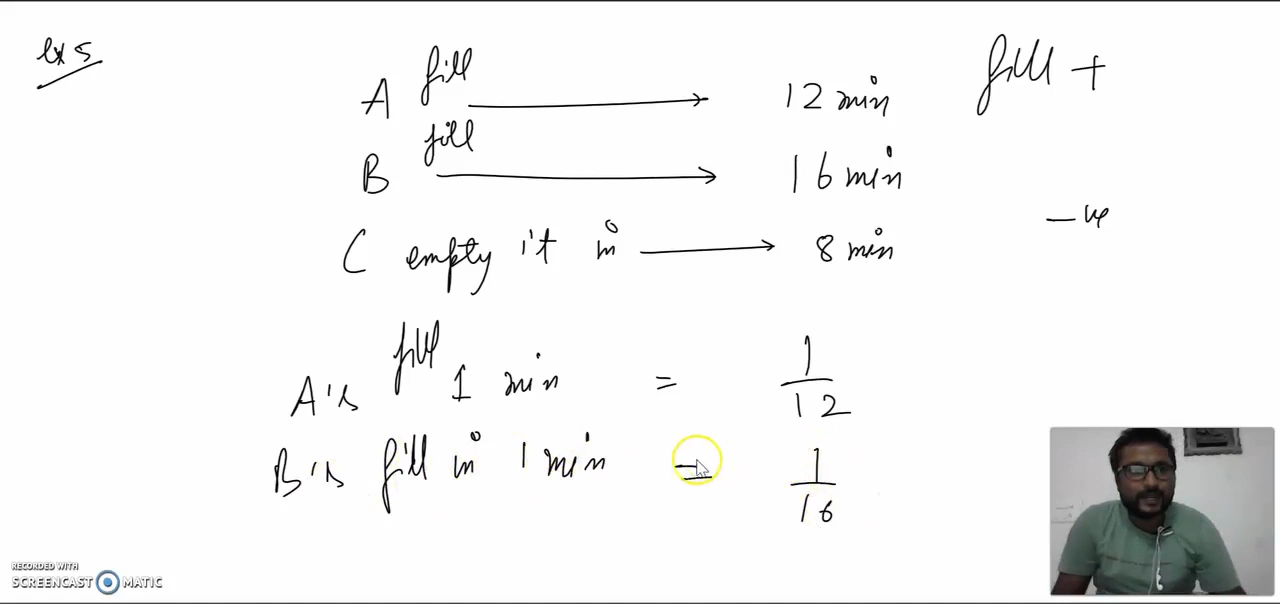 ex 5
A fill → 12 min
fill +
B fill → 16 min
- ve
C empty it in → 8 min
A's fill 1 min = 1/12
B's fill in 1 min = 1/16
RECORDED WITH
SCREENCAST MATIC